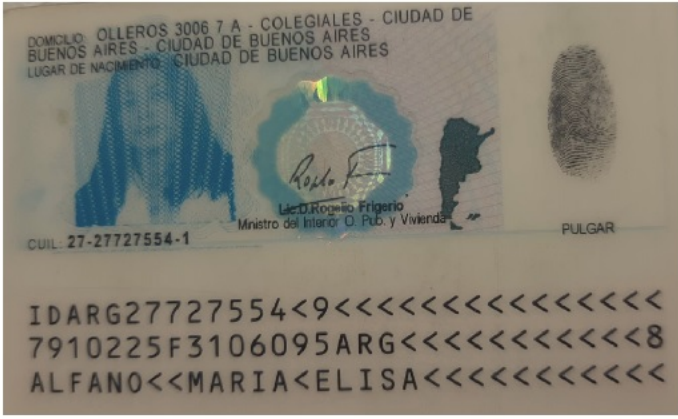 DOMICILIO: OLLEROS 3006 7 A - COLEGIALES - CIUDAD DE
BUENOS AIRES - CIUDAD DE BUENOS AIRES
LUGAR DE NACIMIENTO: CIUDAD DE BUENOS AIRES
Lic.D.Rogelio Frigerio
Ministro del Interior O. Pub. y Vivienda
CUIL: 27-27727554-1
PULGAR
IDARG27727554<9<<<<<<<<<<<<<<<
7910225F3106095ARG<<<<<<<<<<<8
ALFANO<<MARIA<ELISA<<<<<<<<<<<